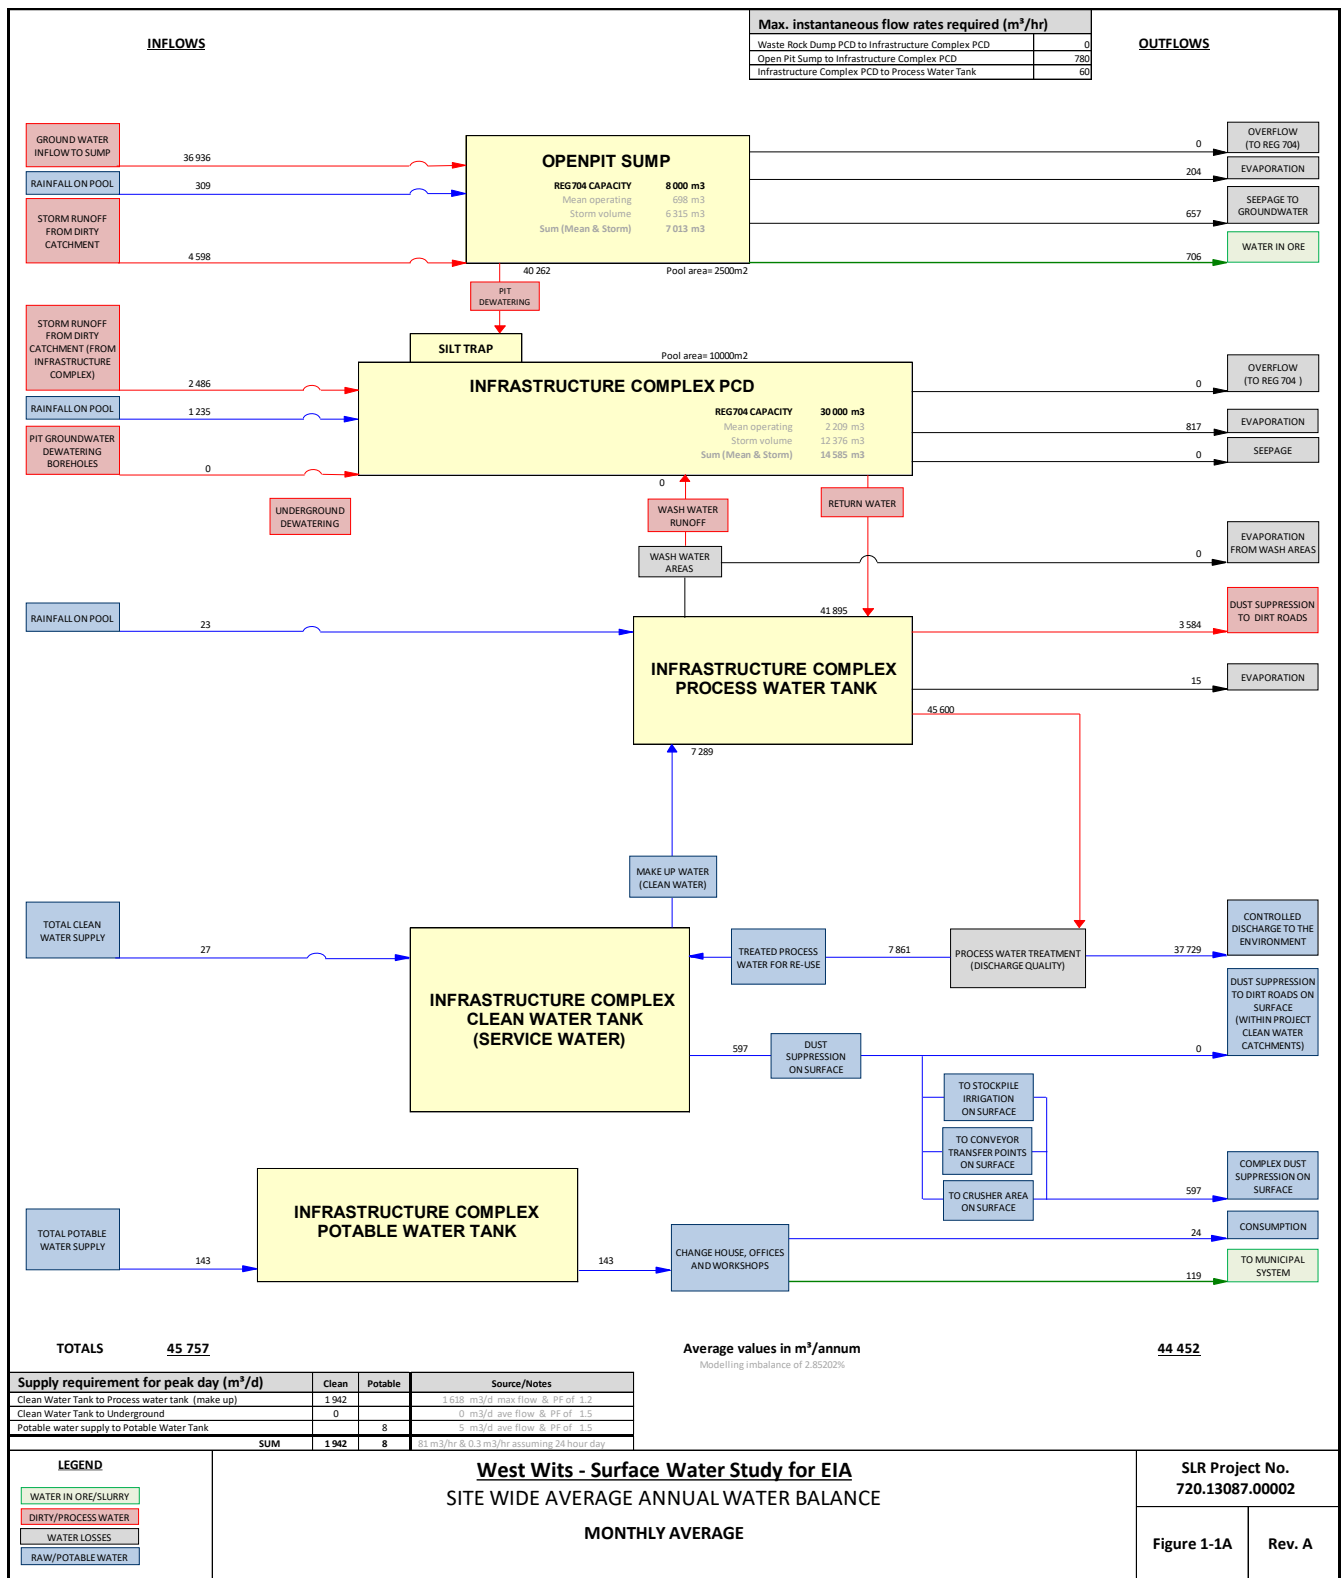 INFLOWS
Max. instantaneous flow rates required (m³/hr)
Waste Rock Dump PCD to Infrastructure Complex PCD 0
Open Pit Sump to Infrastructure Complex PCD 780
Infrastructure Complex PCD to Process Water Tank 60
OUTFLOWS
GROUND WATER
INFLOW TO SUMP
36 936
RAINFALL ON POOL
309
STORM RUNOFF
FROM DIRTY
CATCHMENT
4 598
OPENPIT SUMP
REG704 CAPACITY 8 000 m3
Mean operating 698 m3
Storm volume 6 315 m3
Sum (Mean & Storm) 7 013 m3
40 262
Pool area= 2500m2
0
OVERFLOW
(TO REG 704)
204
EVAPORATION
657
SEEPAGE TO
GROUNDWATER
706
WATER IN ORE
PIT
DEWATERING
STORM RUNOFF
FROM DIRTY
CATCHMENT (FROM
INFRASTRUCTURE
COMPLEX)
2 486
RAINFALL ON POOL
1 235
PIT GROUNDWATER
DEWATERING
BOREHOLES
0
SILT TRAP
Pool area= 10000m2
INFRASTRUCTURE COMPLEX PCD
REG704 CAPACITY 30 000 m3
Mean operating 2 209 m3
Storm volume 12 376 m3
Sum (Mean & Storm) 14 585 m3
0
OVERFLOW
(TO REG 704 )
817
EVAPORATION
0
SEEPAGE
UNDERGROUND
DEWATERING
0
WASH WATER
RUNOFF
RETURN WATER
WASH WATER
AREAS
0
EVAPORATION
FROM WASH AREAS
RAINFALL ON POOL
23
41 895
INFRASTRUCTURE COMPLEX
PROCESS WATER TANK
3 584
DUST SUPPRESSION
TO DIRT ROADS
15
EVAPORATION
45 600
7 289
MAKE UP WATER
(CLEAN WATER)
TOTAL CLEAN
WATER SUPPLY
27
INFRASTRUCTURE COMPLEX
CLEAN WATER TANK
(SERVICE WATER)
TREATED PROCESS
WATER FOR RE-USE
7 861
PROCESS WATER TREATMENT
(DISCHARGE QUALITY)
37 729
CONTROLLED
DISCHARGE TO THE
ENVIRONMENT
597
DUST
SUPPRESSION
ON SURFACE
0
DUST SUPPRESSION
TO DIRT ROADS ON
SURFACE
(WITHIN PROJECT
CLEAN WATER
CATCHMENTS)
TO STOCKPILE
IRRIGATION
ON SURFACE
TO CONVEYOR
TRANSFER POINTS
ON SURFACE
TO CRUSHER AREA
ON SURFACE
597
COMPLEX DUST
SUPPRESSION ON
SURFACE
TOTAL POTABLE
WATER SUPPLY
143
INFRASTRUCTURE COMPLEX
POTABLE WATER TANK
143
CHANGE HOUSE, OFFICES
AND WORKSHOPS
24
CONSUMPTION
119
TO MUNICIPAL
SYSTEM
TOTALS 45 757
Average values in m³/annum
Modelling imbalance of 2.85202%
44 452
Supply requirement for peak day (m³/d) Clean Potable Source/Notes
Clean Water Tank to Process water tank (make up) 1 942 1 618 m3/d max flow & PF of 1.2
Clean Water Tank to Underground 0 0 m3/d ave flow & PF of 1.5
Potable water supply to Potable Water Tank 8 5 m3/d ave flow & PF of 1.5
SUM 1 942 8 81 m3/hr & 0.3 m3/hr assuming 24 hour day
LEGEND
WATER IN ORE/SLURRY
DIRTY/PROCESS WATER
WATER LOSSES
RAW/POTABLE WATER
West Wits - Surface Water Study for EIA
SITE WIDE AVERAGE ANNUAL WATER BALANCE
MONTHLY AVERAGE
SLR Project No.
720.13087.00002
Figure 1-1A
Rev. A